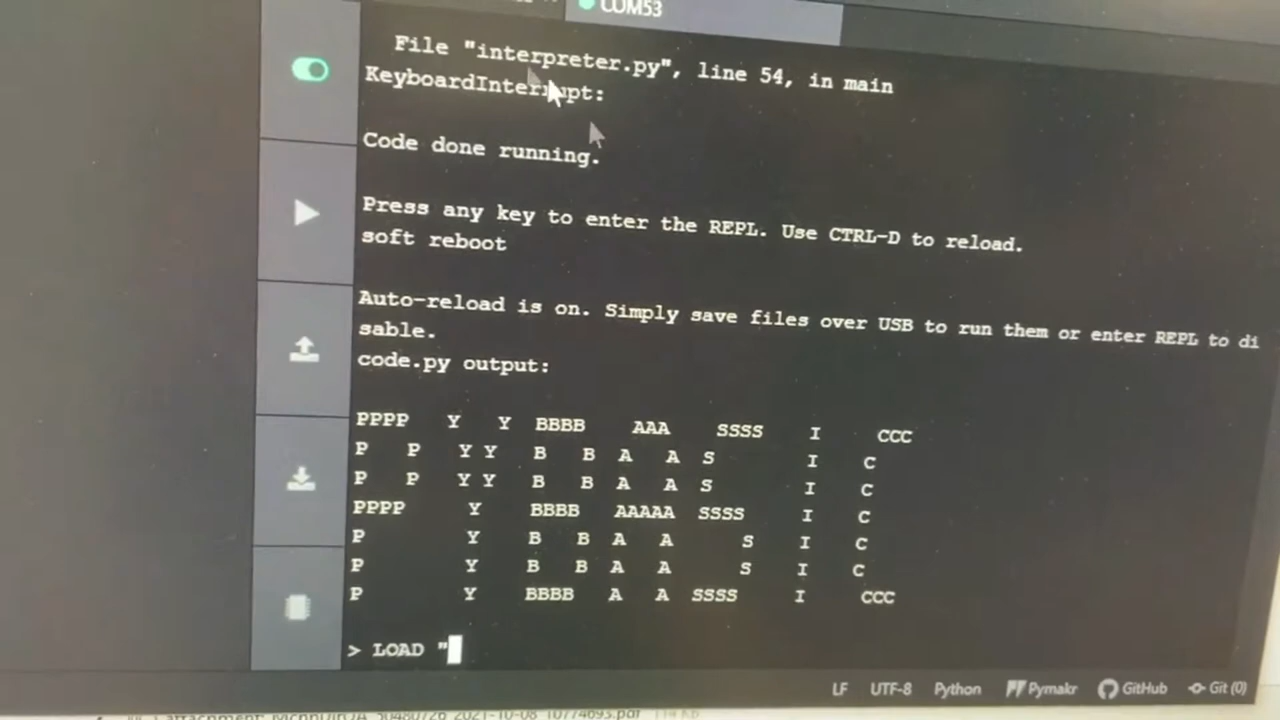 COM53
File "interpreter.py", line 54, in main
KeyboardInterrupt:
Code done running.
Press any key to enter the REPL. Use CTRL-D to reload.
soft reboot
Auto-reload is on. Simply save files over USB to run them or enter REPL to di
sable.
code.py output:
PPPP   Y   Y  BBBB    AAA    SSSS    I     CCC
P   P   Y Y   B   B  A   A  S        I    C
P   P   Y Y   B   B  A   A  S        I    C
PPPP     Y    BBBB   AAAAA  SSSS     I    C
P        Y    B   B  A   A      S    I    C
P        Y    B   B  A   A      S    I    C
P        Y    BBBB   A   A  SSSS     I     CCC
> LOAD "
LF UTF-8 Python Pymakr GitHub Git (0)